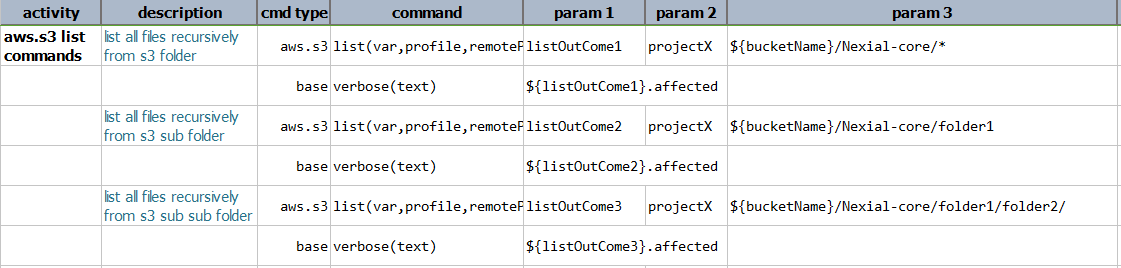 activity description cmd type command param 1 param 2 param 3
aws.s3 list commands list all files recursively from s3 folder aws.s3 list(var,profile,remoteP listOutCome1 projectX ${bucketName}/Nexial-core/*
base verbose(text) ${listOutCome1}.affected
list all files recursively from s3 sub folder aws.s3 list(var,profile,remoteP listOutCome2 projectX ${bucketName}/Nexial-core/folder1
base verbose(text) ${listOutCome2}.affected
list all files recursively from s3 sub sub folder aws.s3 list(var,profile,remoteP listOutCome3 projectX ${bucketName}/Nexial-core/folder1/folder2/
base verbose(text) ${listOutCome3}.affected